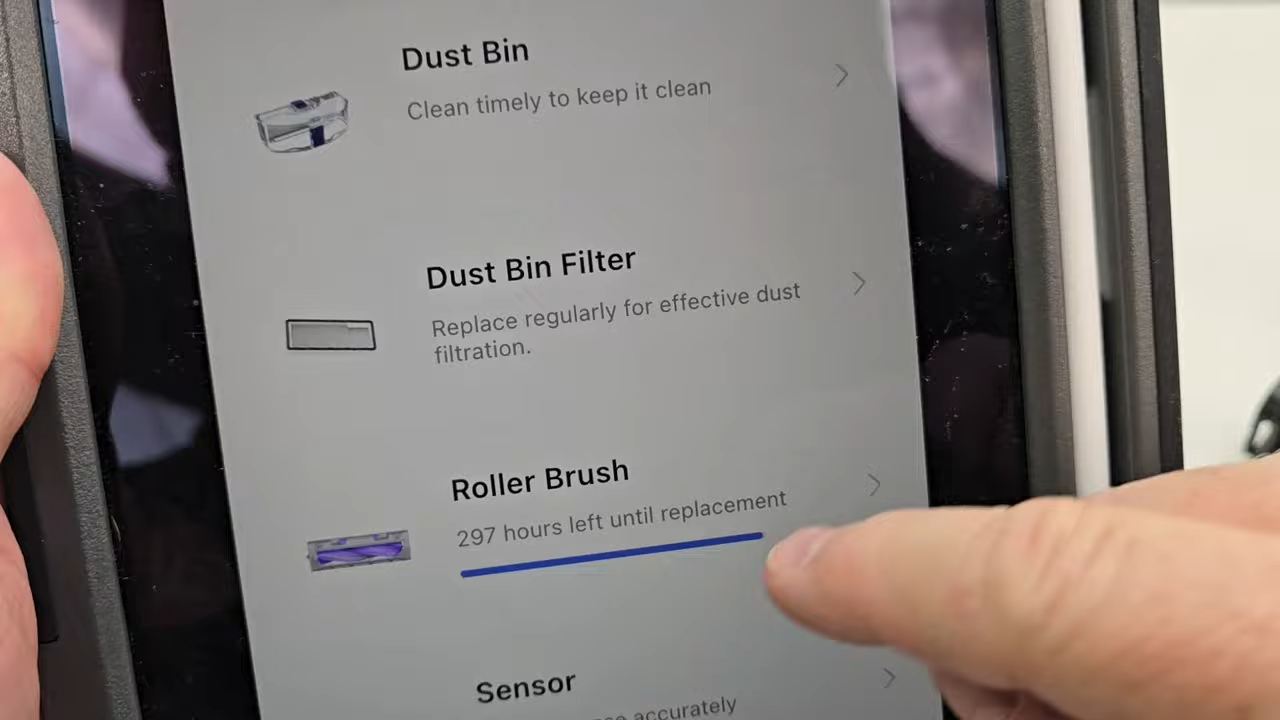 Dust Bin
Clean timely to keep it clean
Dust Bin Filter
Replace regularly for effective dust
filtration.
Roller Brush
297 hours left until replacement
Sensor
accurately